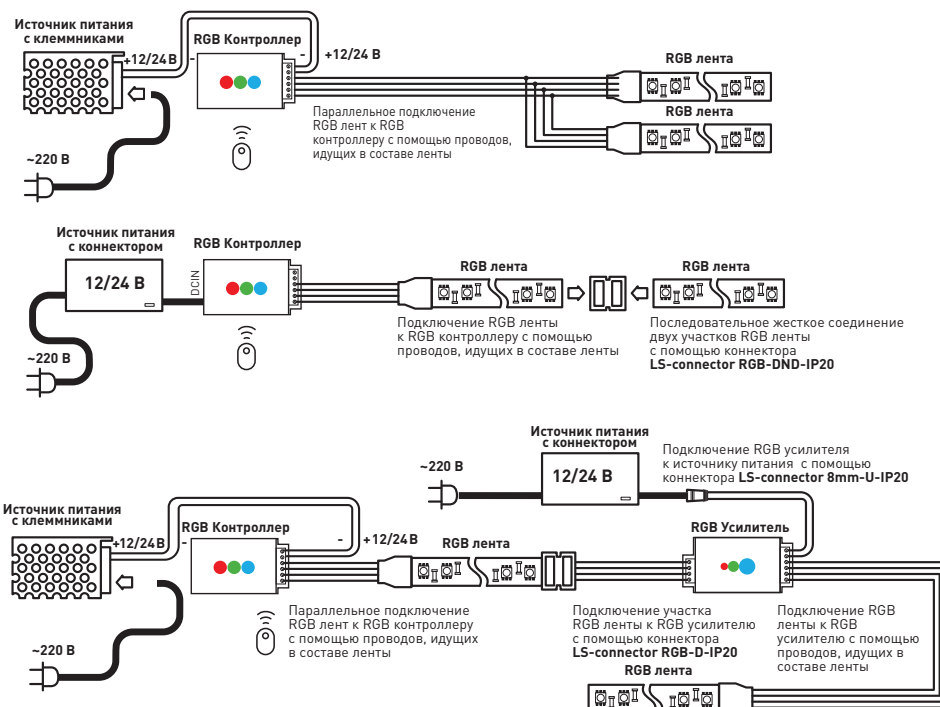 Источник питания
с клеммниками
RGB Контроллер
+12/24 В
-
-
+12/24 В
RGB лента
RGB лента
Параллельное подключение
RGB лент к RGB
контроллеру с помощью проводов,
идущих в составе ленты
~220 В
Источник питания
с коннектором
RGB Контроллер
12/24 В
DCIN
RGB лента
RGB лента
Подключение RGB ленты
к RGB контроллеру с помощью
проводов, идущих в составе ленты
Последовательное жесткое соединение
двух участков RGB ленты
с помощью коннектора
LS-connector RGB-DND-IP20
~220 В
Источник питания
с коннектором
~220 В
12/24 В
Подключение RGB усилителя
к источнику питания с помощью
коннектора LS-connector 8mm-U-IP20
Источник питания
с клеммниками
+12/24В
-
RGB Контроллер
-
+12/24В
RGB лента
RGB Усилитель
Параллельное подключение
RGB лент к RGB контроллеру
с помощью проводов, идущих
в составе ленты
Подключение участка
RGB ленты к RGB усилителю
с помощью коннектора
LS-connector RGB-D-IP20
Подключение RGB
ленты к RGB
усилителю с помощью
проводов, идущих в
составе ленты
~220 В
RGB лента